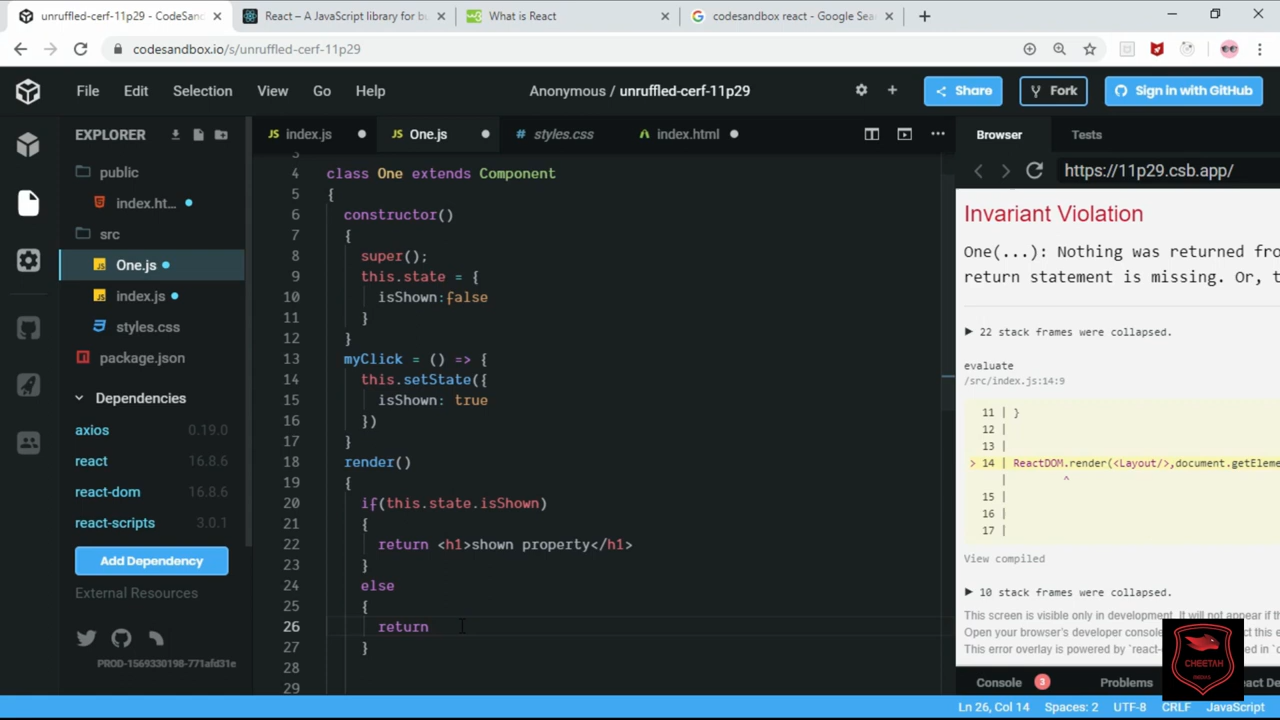 unruffled-cerf-11p29 - CodeSan
React – A JavaScript library for bu
What is React
codesandbox react - Google Sea
codesandbox.io/s/unruffled-cerf-11p29
File Edit Selection View Go Help
Anonymous / unruffled-cerf-11p29
Share
Fork
Sign in with GitHub
EXPLORER
public
index.ht...
src
One.js
index.js
styles.css
package.json
Dependencies
axios 0.19.0
react 16.8.6
react-dom 16.8.6
react-scripts 3.0.1
Add Dependency
External Resources
PROD-1569330198-771afd31e
index.js
One.js
styles.css
index.html
3
4 class One extends Component
5 {
6 constructor()
7 {
8 super();
9 this.state = {
10 isShown:false
11 }
12 }
13 myClick = () => {
14 this.setState({
15 isShown: true
16 })
17 }
18 render()
19 {
20 if(this.state.isShown)
21 {
22 return <h1>shown property</h1>
23 }
24 else
25 {
26 return
27 }
28
29
Browser
Tests
https://11p29.csb.app/
Invariant Violation
One(...): Nothing was returned fro
return statement is missing. Or, t
▶ 22 stack frames were collapsed.
evaluate
/src/index.js:14:9
11 | }
12 |
13 |
> 14 | ReactDOM.render(<Layout/>,document.getEleme
| ^
15 |
16 |
17 |
View compiled
▶ 10 stack frames were collapsed.
This screen is visible only in development. It will not appear if th
Open your browser's developer conso
This error overlay is powered by `react-
CHEETAH
Console 3
Problems
React De
Ln 26, Col 14
Spaces: 2
UTF-8
CRLF
JavaScript